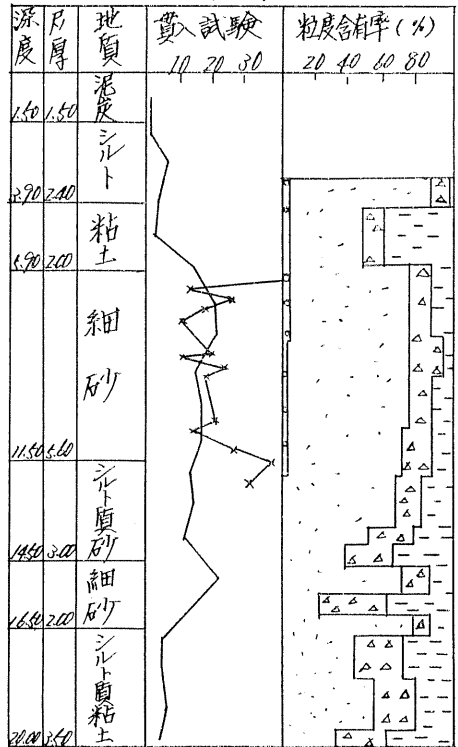 深度 尺厚 地質 貫入試験 粒度含有率(%)
10 20 30 20 40 60 80
1.50 1.50 泥炭
3.90 2.40 シルト
5.90 2.00 粘土
11.50 5.60 細砂
14.50 3.00 シルト質砂
16.50 2.00 細砂
20.00 3.50 シルト質粘土